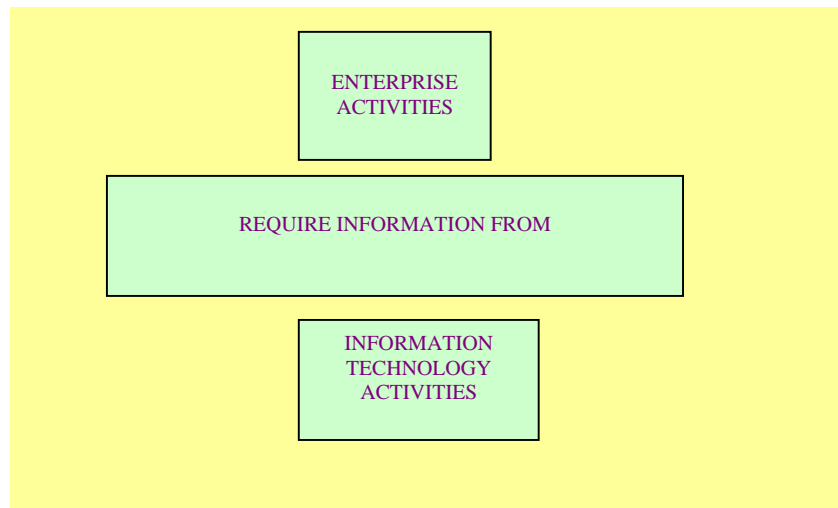 ENTERPRISE
ACTIVITIES
REQUIRE INFORMATION FROM
INFORMATION
TECHNOLOGY
ACTIVITIES